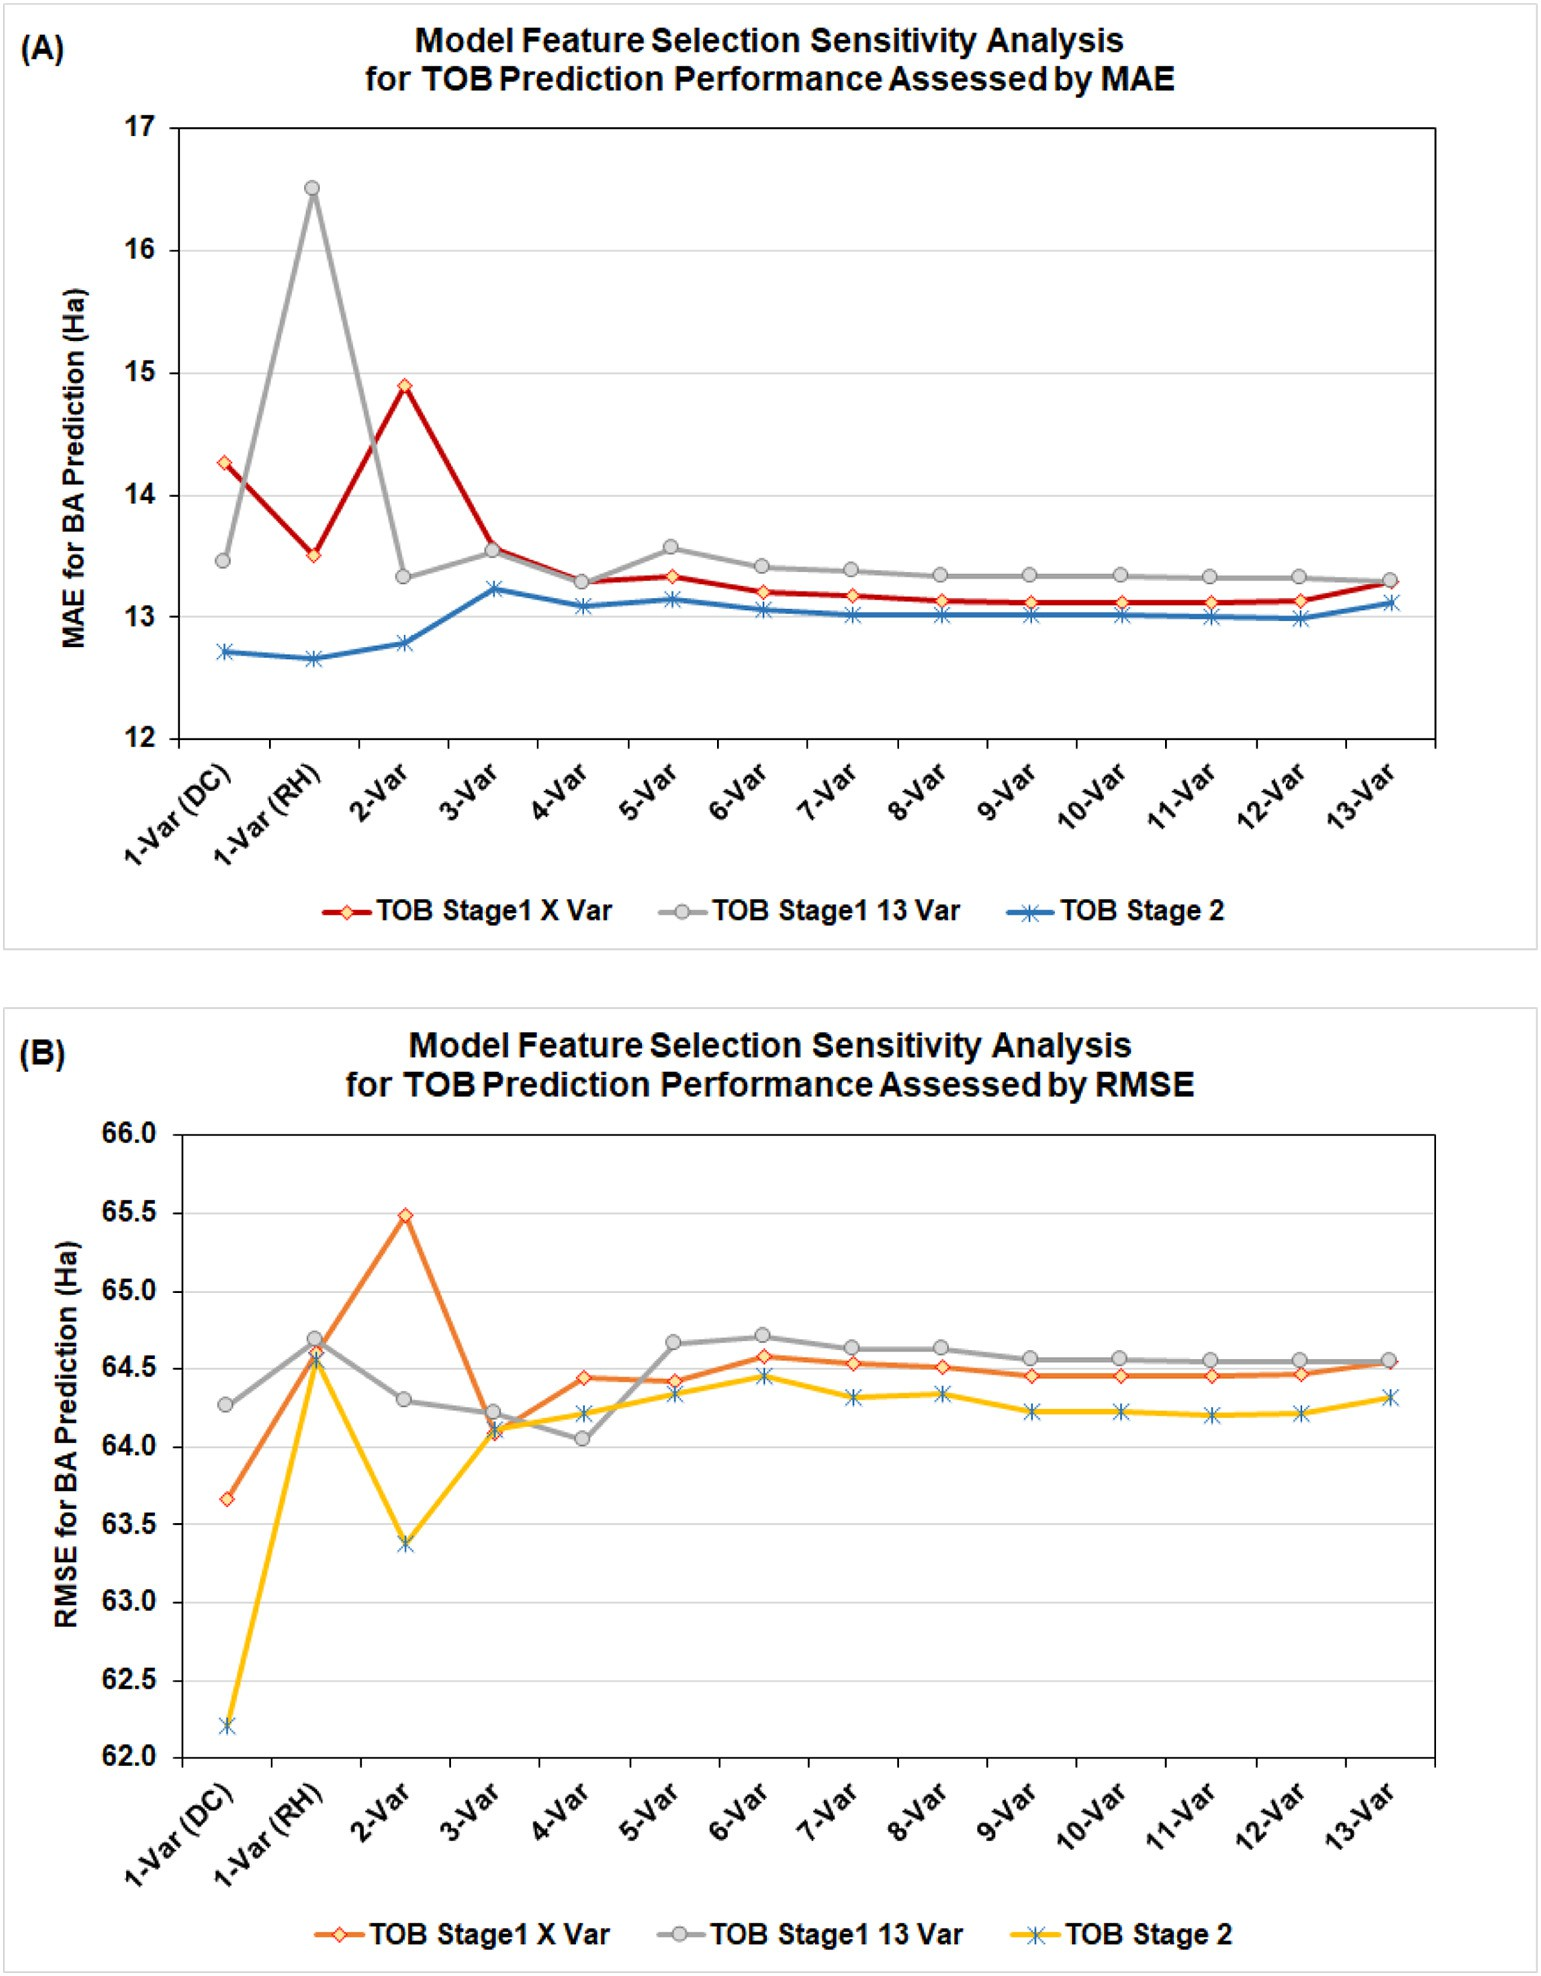 (A)
Model Feature Selection Sensitivity Analysis
for TOB Prediction Performance Assessed by MAE
MAE for BA Prediction (Ha)
17
16
15
14
13
12
1-Var (DC)
1-Var (RH)
2-Var
3-Var
4-Var
5-Var
6-Var
7-Var
8-Var
9-Var
10-Var
11-Var
12-Var
13-Var
TOB Stage1 X Var
TOB Stage1 13 Var
TOB Stage 2
(B)
Model Feature Selection Sensitivity Analysis
for TOB Prediction Performance Assessed by RMSE
RMSE for BA Prediction (Ha)
66.0
65.5
65.0
64.5
64.0
63.5
63.0
62.5
62.0
1-Var (DC)
1-Var (RH)
2-Var
3-Var
4-Var
5-Var
6-Var
7-Var
8-Var
9-Var
10-Var
11-Var
12-Var
13-Var
TOB Stage1 X Var
TOB Stage1 13 Var
TOB Stage 2